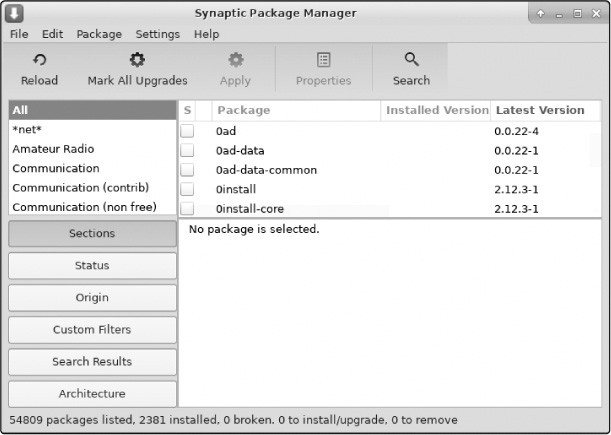 Synaptic Package Manager
File Edit Package Settings Help
Reload Mark All Upgrades Apply Properties Search
All
*net*
Amateur Radio
Communication
Communication (contrib)
Communication (non free)
S Package Installed Version Latest Version
0ad 0.0.22-4
0ad-data 0.0.22-1
0ad-data-common 0.0.22-1
0install 2.12.3-1
0install-core 2.12.3-1
Sections
Status
Origin
Custom Filters
Search Results
Architecture
No package is selected.
54809 packages listed, 2381 installed, 0 broken. 0 to install/upgrade, 0 to remove